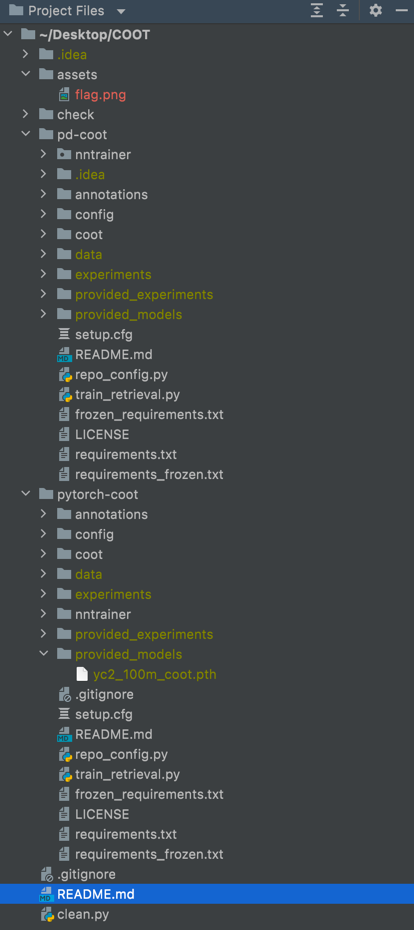 Project Files
~/Desktop/COOT
.idea
assets
flag.png
check
pd-coot
nntrainer
.idea
annotations
config
coot
data
experiments
provided_experiments
provided_models
setup.cfg
README.md
repo_config.py
train_retrieval.py
frozen_requirements.txt
LICENSE
requirements.txt
requirements_frozen.txt
pytorch-coot
annotations
config
coot
data
experiments
nntrainer
provided_experiments
provided_models
yc2_100m_coot.pth
.gitignore
setup.cfg
README.md
repo_config.py
train_retrieval.py
frozen_requirements.txt
LICENSE
requirements.txt
requirements_frozen.txt
.gitignore
README.md
clean.py